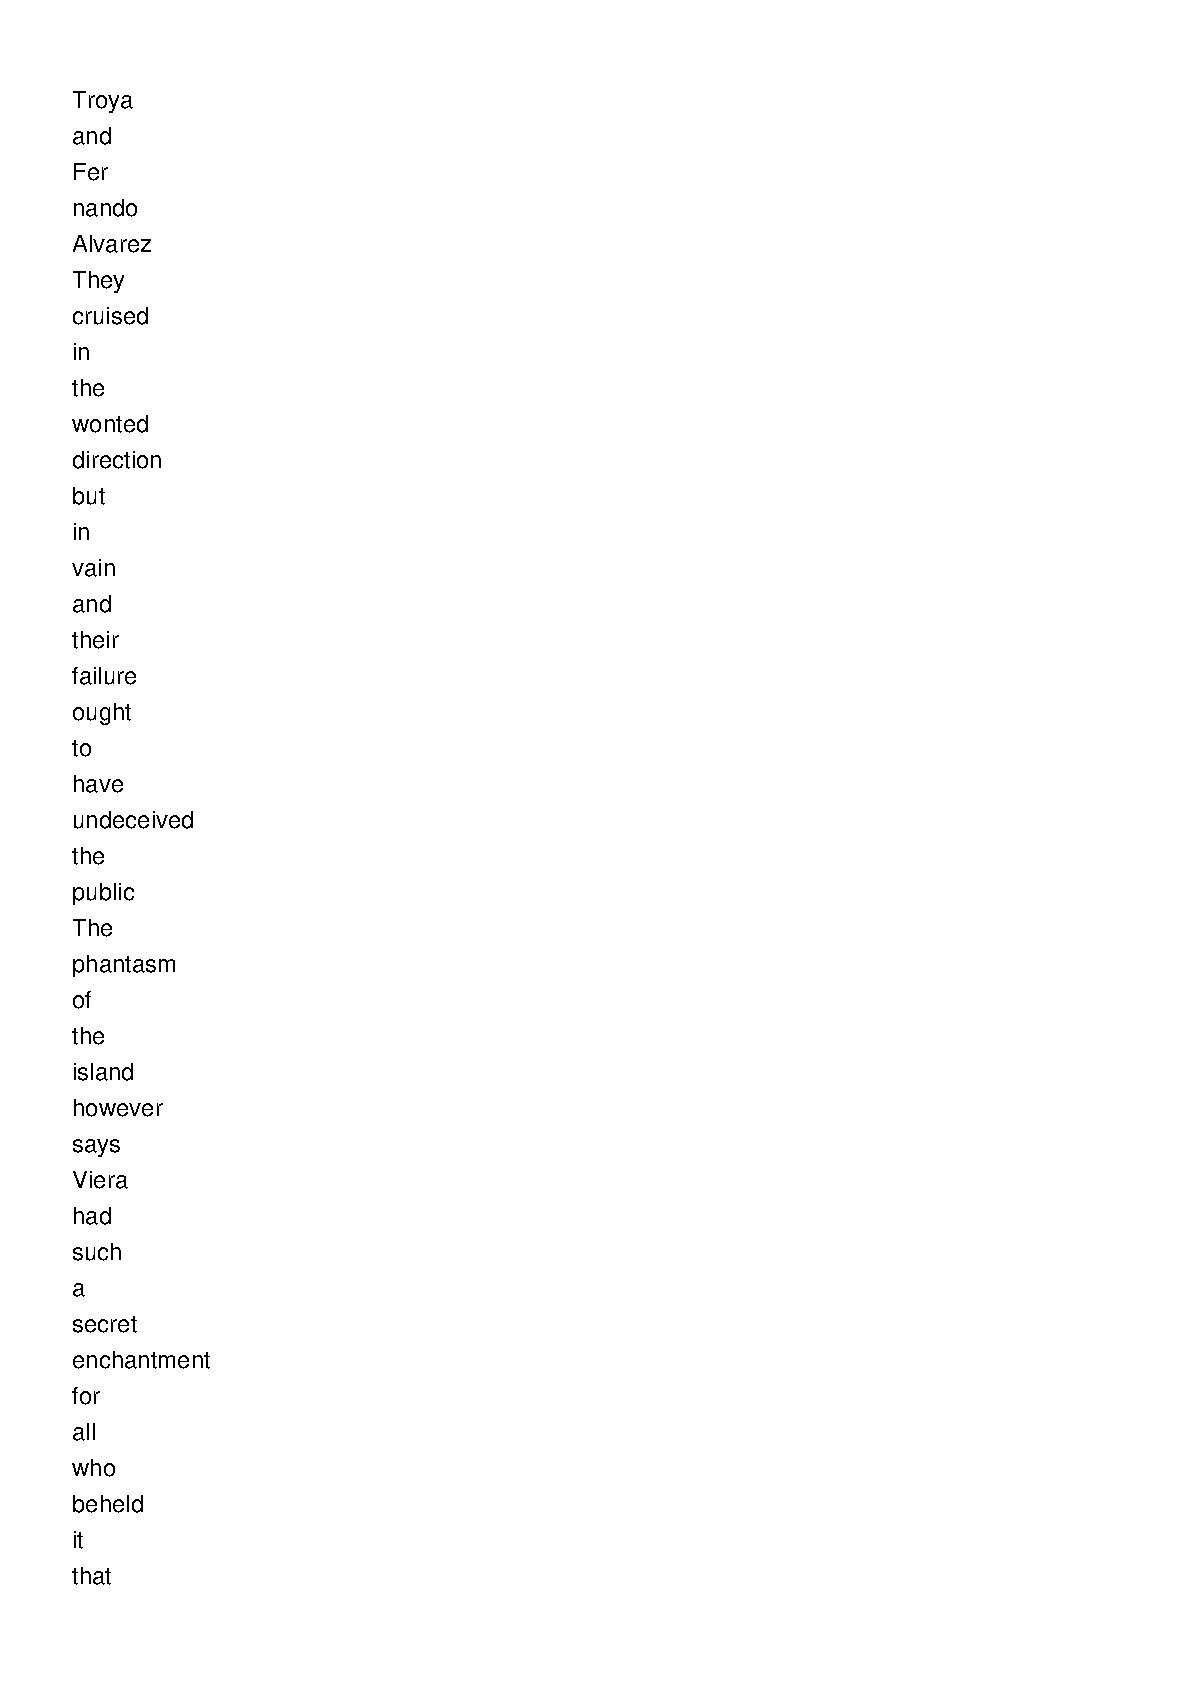 Troya
and
Fer
nando
Alvarez
They
cruised
in
the
wonted
direction
but
in
vain
and
their
failure
ought
to
have
undeceived
the
public
The
phantasm
of
the
island
however
says
Viera
had
such
a
secret
enchantment
for
all
who
beheld
it
that